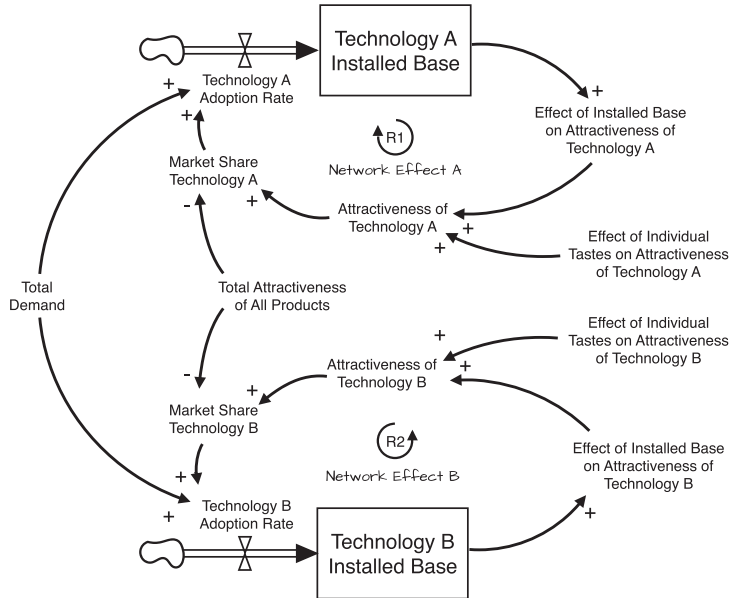 Technology A
Installed Base
+
Technology A
Adoption Rate
+
+
Effect of Installed Base
on Attractiveness of
Technology A
R1
Network Effect A
Market Share
Technology A
-
+
Attractiveness of
Technology A
+
+
Effect of Individual
Tastes on Attractiveness
of Technology A
Total
Demand
Total Attractiveness
of All Products
Effect of Individual
Tastes on Attractiveness
of Technology B
+
+
Attractiveness of
Technology B
-
+
Market Share
Technology B
R2
Network Effect B
Effect of Installed Base
on Attractiveness of
Technology B
+
+
Technology B
Adoption Rate
+
Technology B
Installed Base